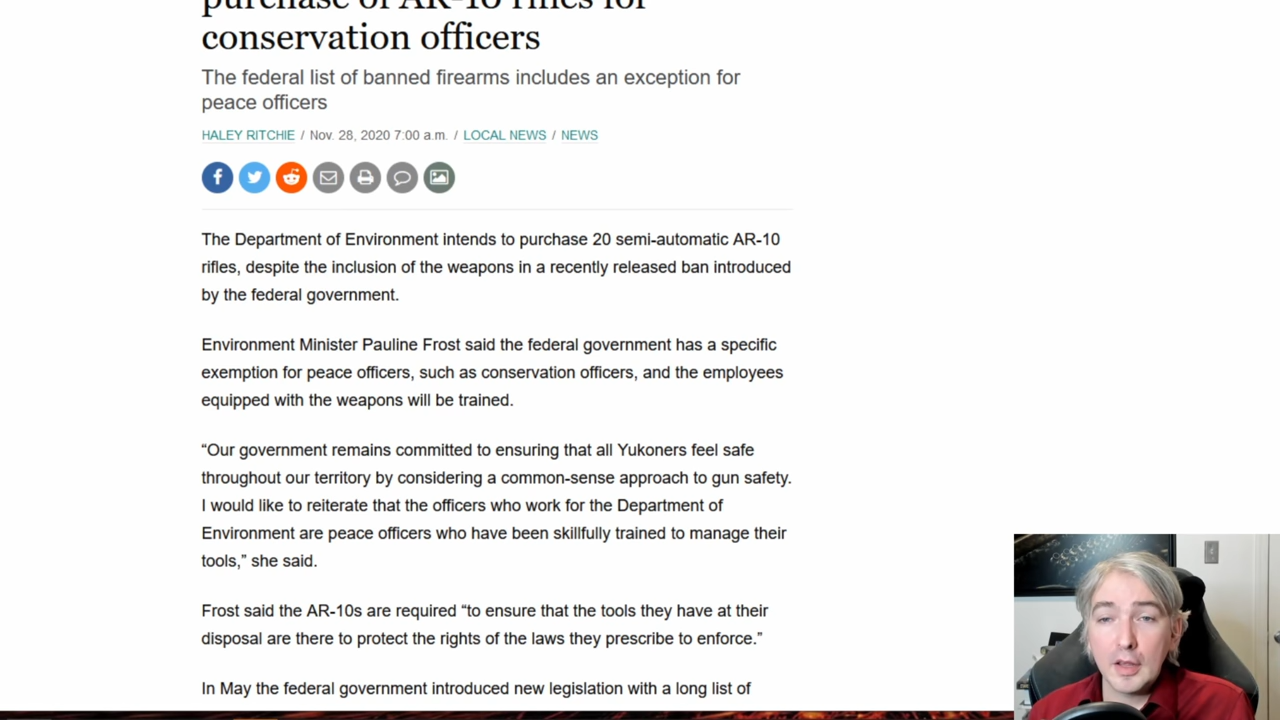 purchase of AR-10 rifles for
conservation officers
The federal list of banned firearms includes an exception for
peace officers
HALEY RITCHIE / Nov. 28, 2020 7:00 a.m. / LOCAL NEWS / NEWS
The Department of Environment intends to purchase 20 semi-automatic AR-10
rifles, despite the inclusion of the weapons in a recently released ban introduced
by the federal government.
Environment Minister Pauline Frost said the federal government has a specific
exemption for peace officers, such as conservation officers, and the employees
equipped with the weapons will be trained.
“Our government remains committed to ensuring that all Yukoners feel safe
throughout our territory by considering a common-sense approach to gun safety.
I would like to reiterate that the officers who work for the Department of
Environment are peace officers who have been skillfully trained to manage their
tools,” she said.
Frost said the AR-10s are required “to ensure that the tools they have at their
disposal are there to protect the rights of the laws they prescribe to enforce.”
In May the federal government introduced new legislation with a long list of